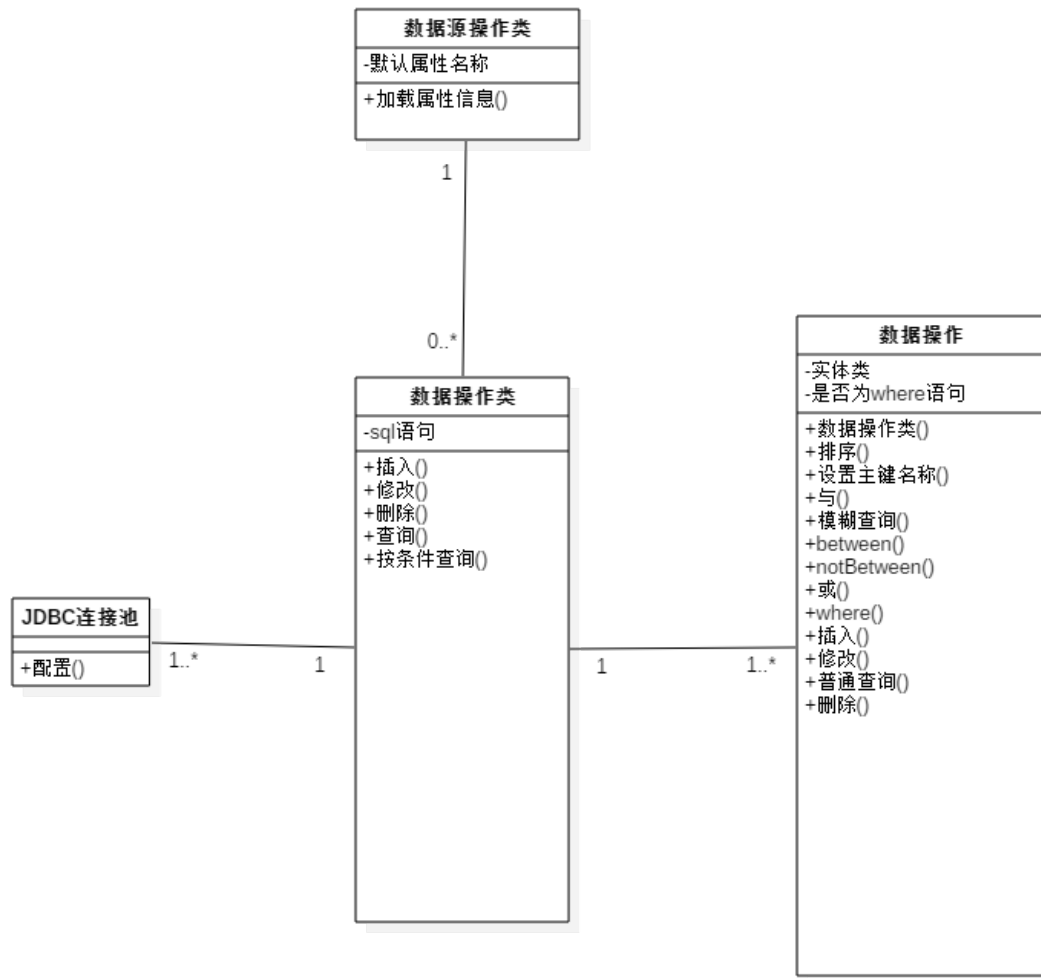 数据源操作类
-默认属性名称
+加载属性信息()
1
0..*
数据操作类
-sql语句
+插入()
+修改()
+删除()
+查询()
+按条件查询()
JDBC连接池
+配置()
1..*
1
1
1..*
数据操作
-实体类
-是否为where语句
+数据操作类()
+排序()
+设置主键名称()
+与()
+模糊查询()
+between()
+notBetween()
+或()
+where()
+插入()
+修改()
+普通查询()
+删除()